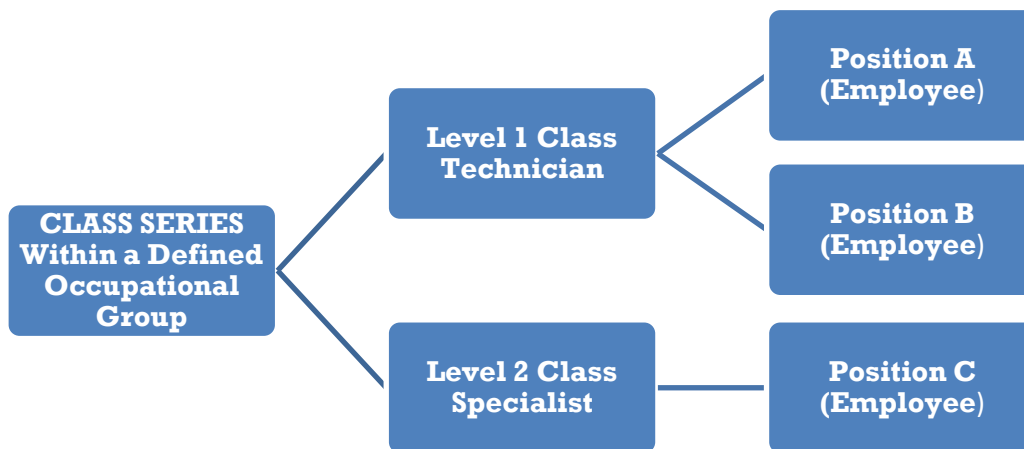 CLASS SERIES
Within a Defined
Occupational
Group
Level 1 Class
Technician
Level 2 Class
Specialist
Position A
(Employee)
Position B
(Employee)
Position C
(Employee)